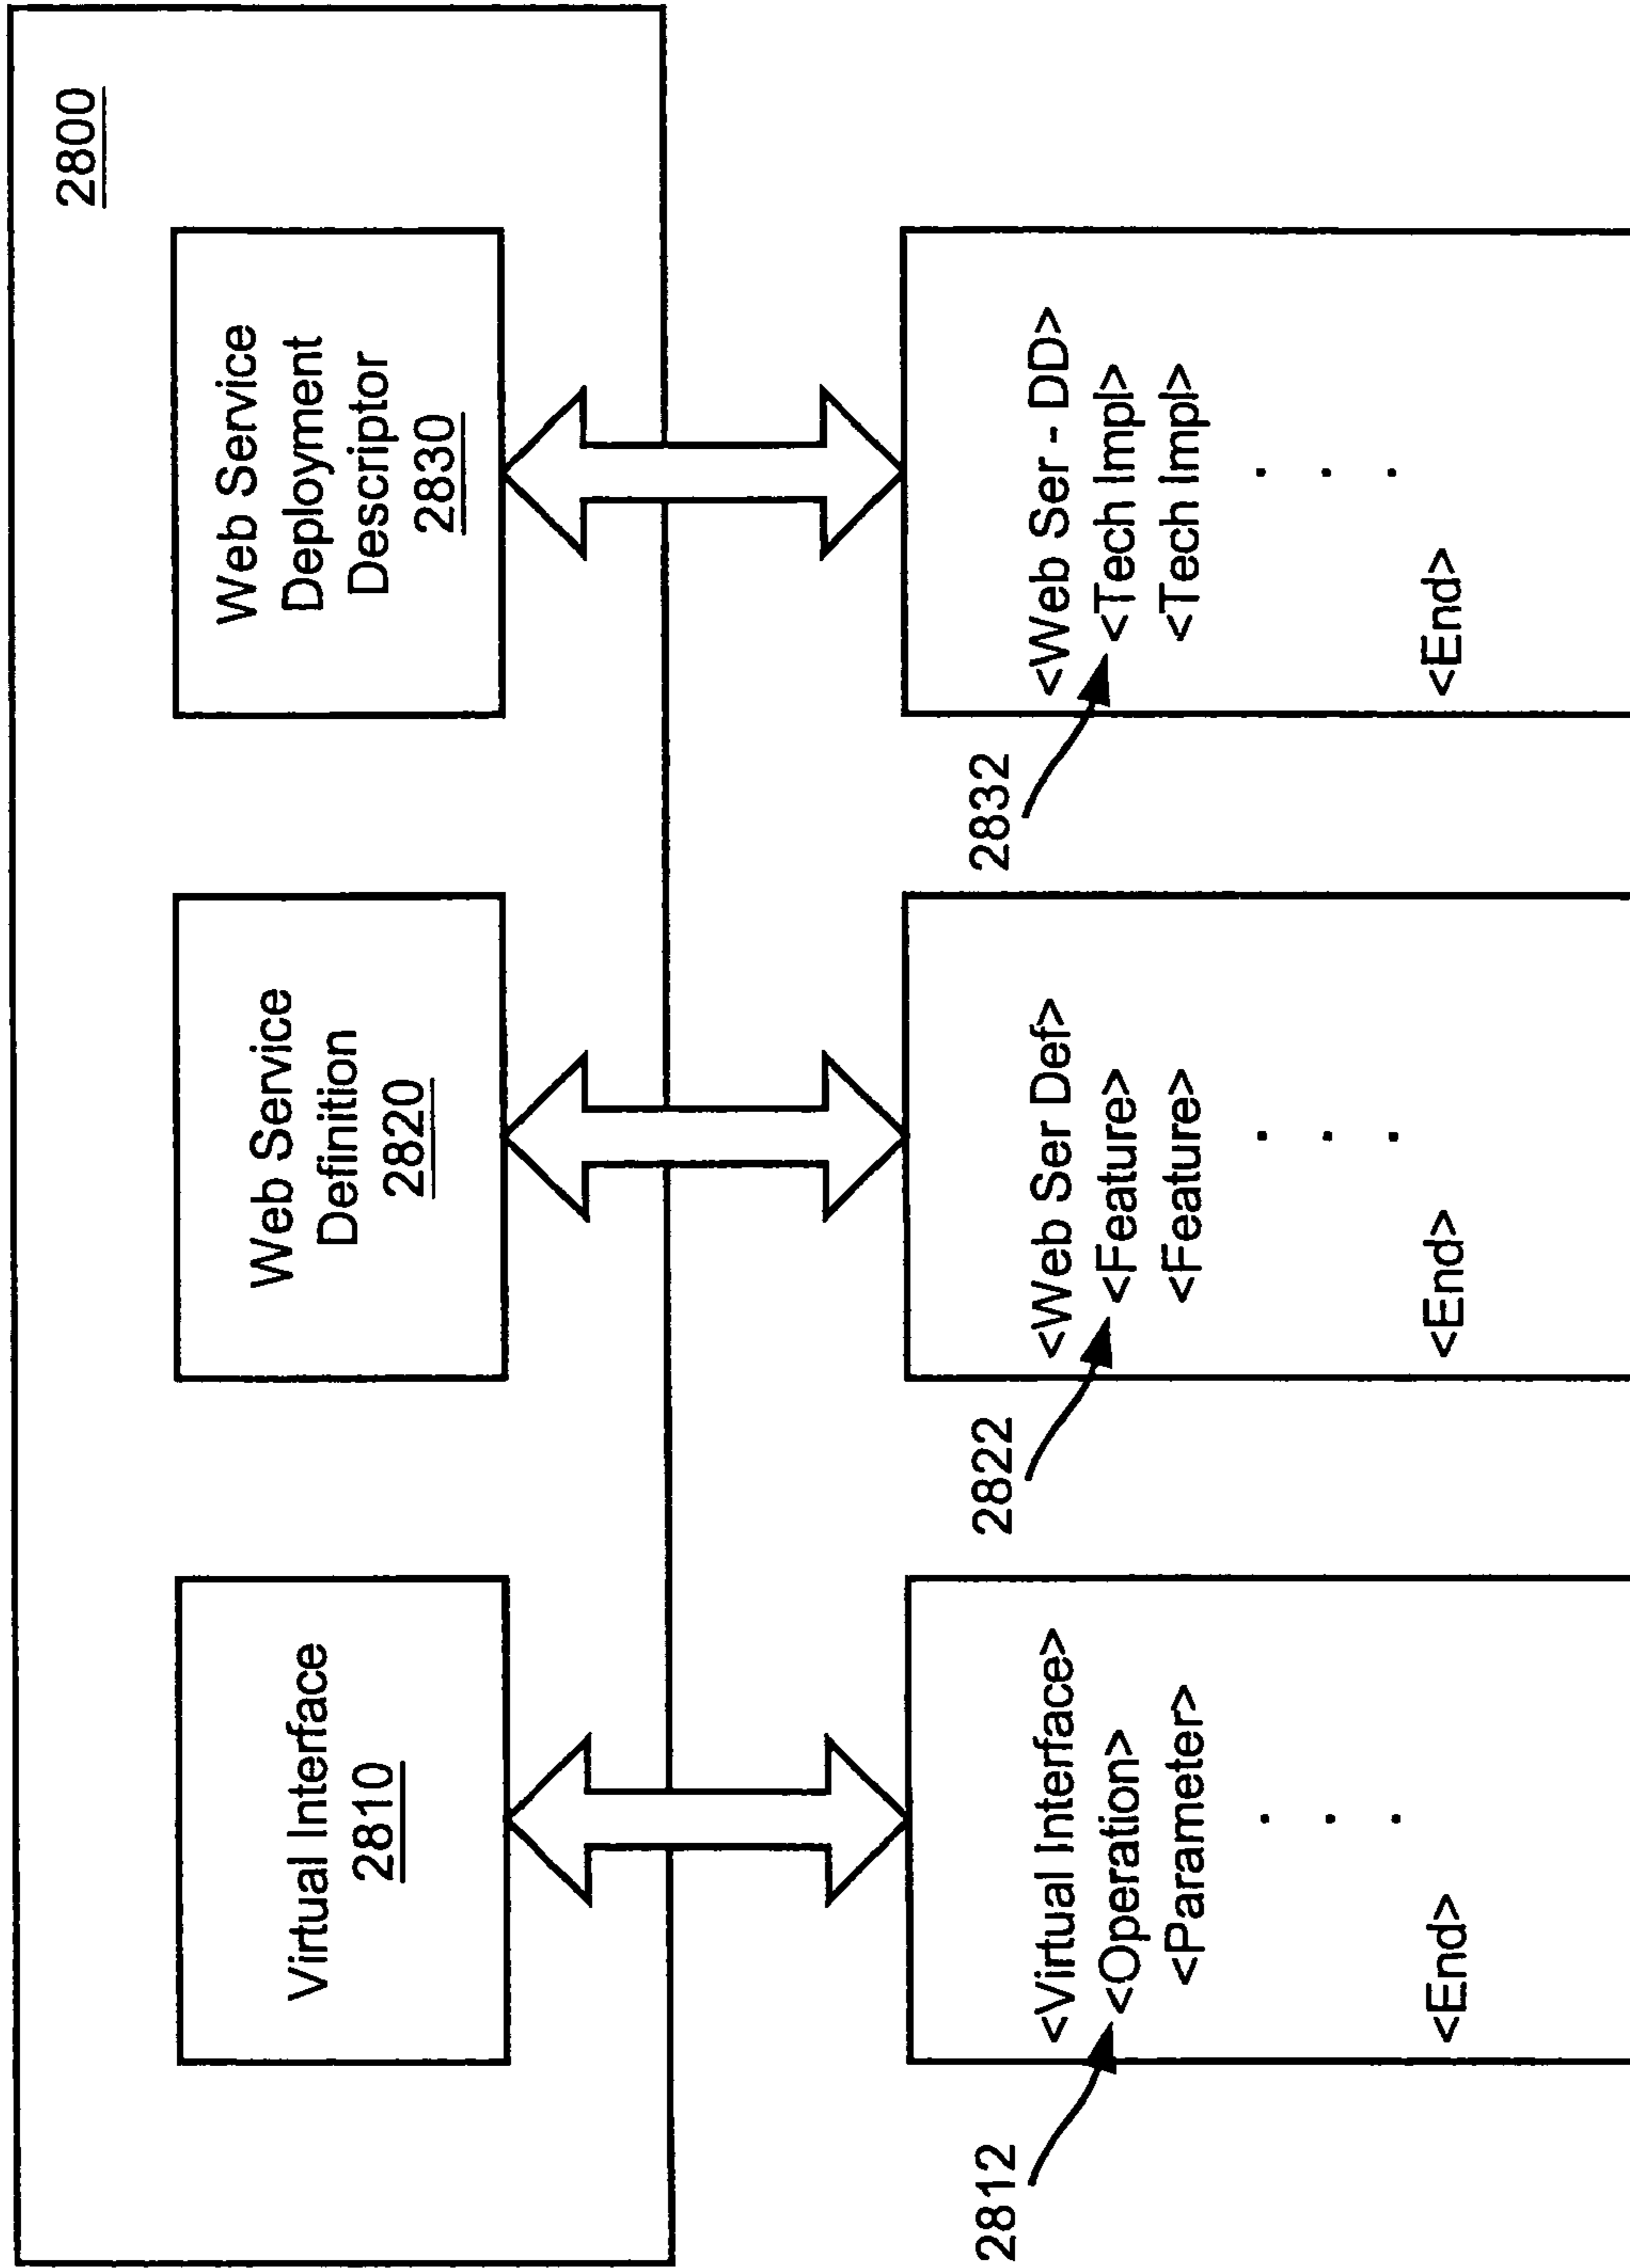 2800
Virtual Interface
2810
Web Service
Definition
2820
Web Service
Deployment
Descriptor
2830
2812
<Virtual Interface>
<Operation>
<Parameter>
.
.
.
<End>
2822
<Web Ser Def>
<Feature>
<Feature>
.
.
.
<End>
2832
<Web Ser - DD>
<Tech Impl>
<Tech Impl>
.
.
.
<End>